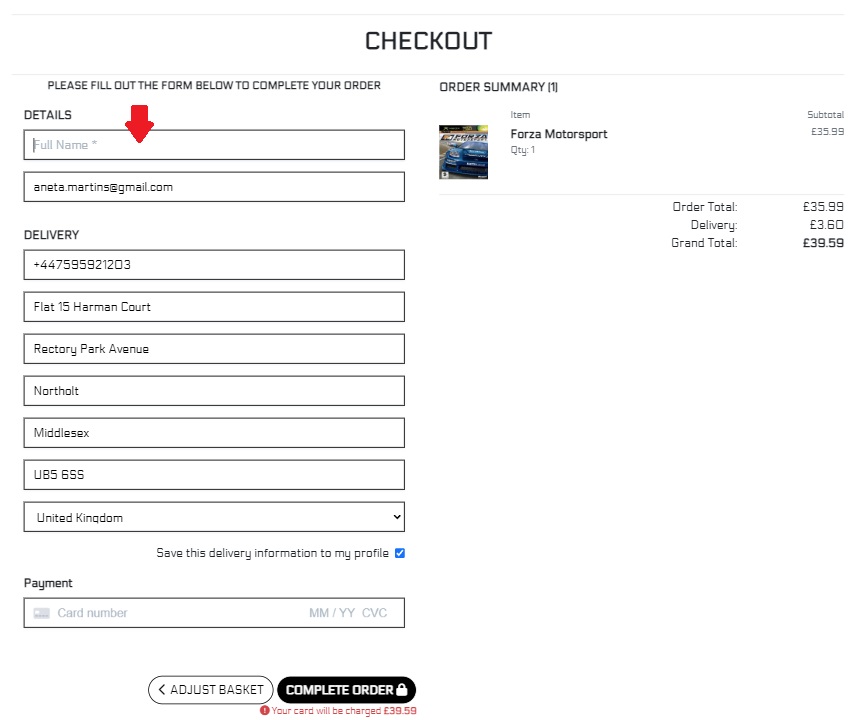 CHECKOUT
PLEASE FILL OUT THE FORM BELOW TO COMPLETE YOUR ORDER
DETAILS
Full Name *
aneta.martins@gmail.com
DELIVERY
+447595921203
Flat 15 Harman Court
Rectory Park Avenue
Northolt
Middlesex
UB5 6SS
United Kingdom
Save this delivery information to my profile
Payment
Card number MM / YY CVC
ADJUST BASKET COMPLETE ORDER
Your card will be charged £39.59
ORDER SUMMARY (1)
Item Subtotal
Forza Motorsport £35.99
Qty: 1
FORZA
Order Total: £35.99
Delivery: £3.60
Grand Total: £39.59